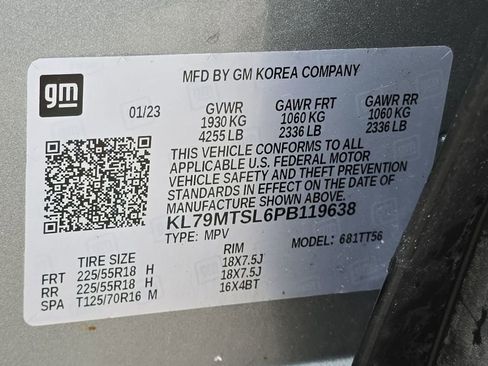 gm
MFD BY GM KOREA COMPANY
01/23 GVWR GAWR FRT GAWR RR
1930 KG 1060 KG 1060 KG
4255 LB 2336 LB 2336 LB
THIS VEHICLE CONFORMS TO ALL
APPLICABLE U.S. FEDERAL MOTOR
VEHICLE SAFETY AND THEFT PREVENTION
STANDARDS IN EFFECT ON THE DATE OF
MANUFACTURE SHOWN ABOVE.
KL79MTSL6PB119638
TYPE: MPV MODEL: 681TT56
TIRE SIZE RIM
FRT 225/55R18 H 18X7.5J
RR 225/55R18 H 18X7.5J
SPA T125/70R16 M 16X4BT